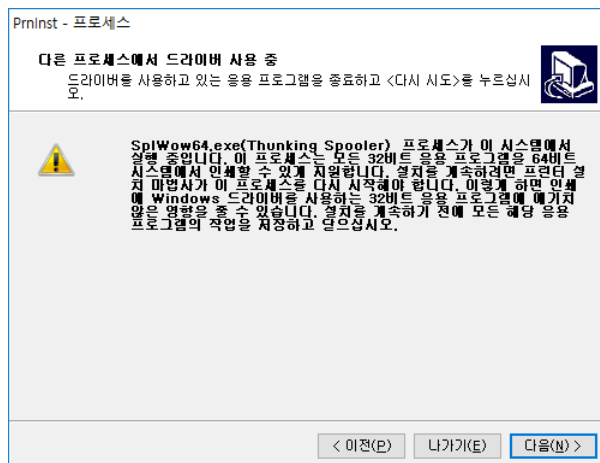 PrnInst - 프로세스
다른 프로세스에서 드라이버 사용 중
드라이버를 사용하고 있는 응용 프로그램을 종료하고 <다시 시도>를 누르십시
오.
SplWow64.exe(Thunking Spooler) 프로세스가 이 시스템에서
실행 중입니다. 이 프로세스는 모든 32비트 응용 프로그램을 64비트
시스템에서 인쇄할 수 있게 지원합니다. 설치를 계속하려면 프린터 설
치 마법사가 이 프로세스를 다시 시작해야 합니다. 이렇게 하면 인쇄
에 Windows 드라이버를 사용하는 32비트 응용 프로그램에 예기치
않은 영향을 줄 수 있습니다. 설치를 계속하기 전에 모든 해당 응용
프로그램의 작업을 저장하고 닫으십시오.
< 이전(P) 나가기(E) 다음(N) >